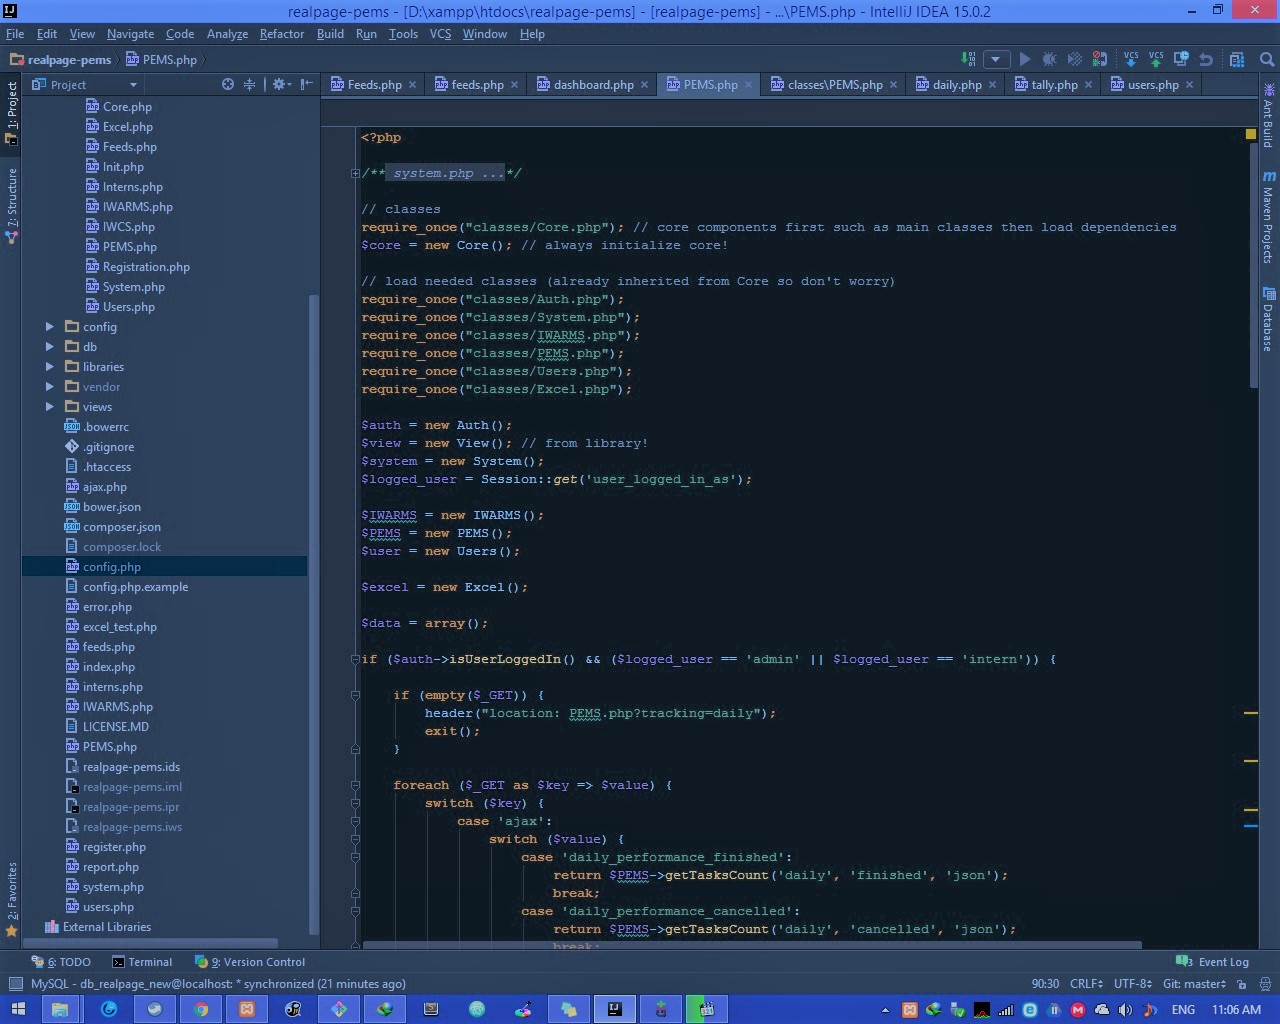 realpage-pems - [D:\xampp\htdocs\realpage-pems] - [realpage-pems] - ...\PEMS.php - IntelliJ IDEA 15.0.2
File Edit View Navigate Code Analyze Refactor Build Run Tools VCS Window Help
realpage-pems PEMS.php
VCS VCS
Project
Feeds.php feeds.php dashboard.php PEMS.php classes\PEMS.php daily.php tally.php users.php
1: Project
7: Structure
2: Favorites
Core.php
Excel.php
Feeds.php
Init.php
Interns.php
IWARMS.php
IWCS.php
PEMS.php
Registration.php
System.php
Users.php
config
db
libraries
vendor
views
.bowerrc
.gitignore
.htaccess
ajax.php
bower.json
composer.json
composer.lock
config.php
config.php.example
error.php
excel_test.php
feeds.php
index.php
interns.php
IWARMS.php
LICENSE.MD
PEMS.php
realpage-pems.ids
realpage-pems.iml
realpage-pems.ipr
realpage-pems.iws
register.php
report.php
system.php
users.php
External Libraries
<?php
/** system.php ...*/
// classes
require_once("classes/Core.php"); // core components first such as main classes then load dependencies
$core = new Core(); // always initialize core!
// load needed classes (already inherited from Core so don't worry)
require_once("classes/Auth.php");
require_once("classes/System.php");
require_once("classes/IWARMS.php");
require_once("classes/PEMS.php");
require_once("classes/Users.php");
require_once("classes/Excel.php");
$auth = new Auth();
$view = new View(); // from library!
$system = new System();
$logged_user = Session::get('user_logged_in_as');
$IWARMS = new IWARMS();
$PEMS = new PEMS();
$user = new Users();
$excel = new Excel();
$data = array();
if ($auth->isUserLoggedIn() && ($logged_user == 'admin' || $logged_user == 'intern')) {
if (empty($_GET)) {
header("location: PEMS.php?tracking=daily");
exit();
}
foreach ($_GET as $key => $value) {
switch ($key) {
case 'ajax':
switch ($value) {
case 'daily_performance_finished':
return $PEMS->getTasksCount('daily', 'finished', 'json');
break;
case 'daily_performance_cancelled':
return $PEMS->getTasksCount('daily', 'cancelled', 'json');
break;
Ant Build
Maven Projects
Database
6: TODO Terminal 9: Version Control Event Log
MySQL - db_realpage_new@localhost: * synchronized (21 minutes ago) 90:30 CRLF UTF-8 Git: master
ENG 11:06 AM